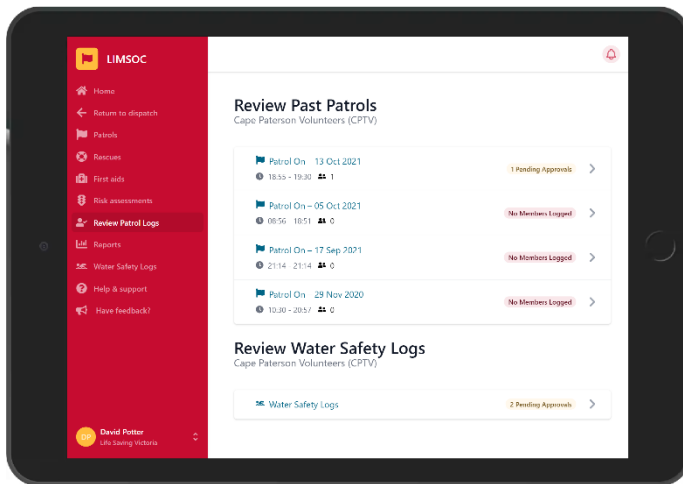 LIMSOC
Home
Return to dispatch
Patrols
Rescues
First aids
Risk assessments
Review Patrol Logs
Reports
Water Safety Logs
Help & support
Have feedback?
DP
David Potter
Life Saving Victoria
Review Past Patrols
Cape Paterson Volunteers (CPTV)
Patrol On – 13 Oct 2021
18:55 - 19:30 1
1 Pending Approvals
Patrol On – 05 Oct 2021
08:56 - 10:51 0
No Members Logged
Patrol On – 17 Sep 2021
21:14 - 21:14 0
No Members Logged
Patrol On – 29 Nov 2020
10:30 - 20:57 0
No Members Logged
Review Water Safety Logs
Cape Paterson Volunteers (CPTV)
Water Safety Logs
2 Pending Approvals